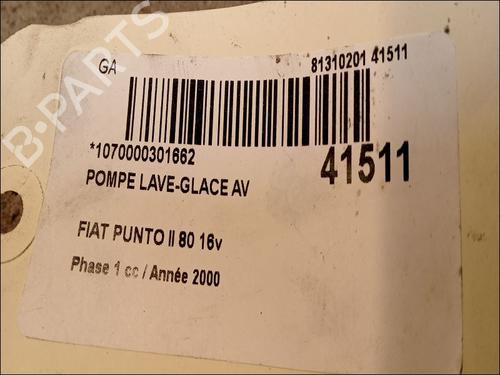 GA
81310201 41511
*1070000301662
41511
POMPE LAVE-GLACE AV
FIAT PUNTO II 80 16v
Phase 1 cc / Année 2000
B-PARTS